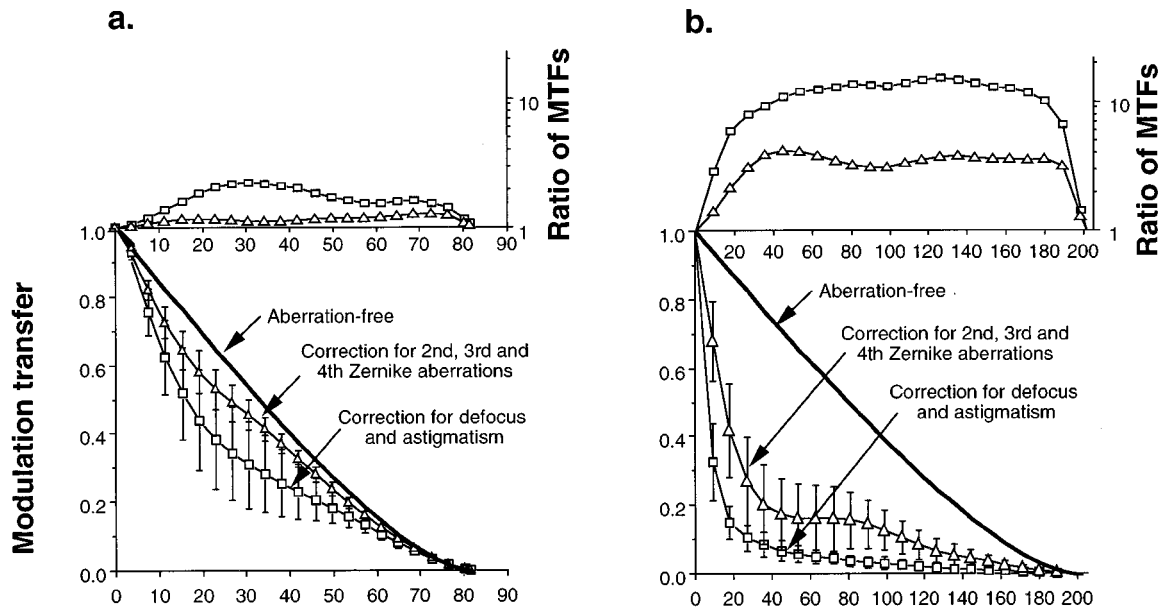 a.
10
1
Ratio of MTFs
10 20 30 40 50 60 70 80 90
1.0
0.8
0.6
0.4
0.2
0.0
Modulation transfer
Aberration-free
Correction for 2nd, 3rd and
4th Zernike aberrations
Correction for defocus
and astigmatism
0 10 20 30 40 50 60 70 80 90
b.
10
1
Ratio of MTFs
20 40 60 80 100 120 140 160 180 200
1.0
0.8
0.6
0.4
0.2
0.0
Aberration-free
Correction for 2nd, 3rd and
4th Zernike aberrations
Correction for defocus
and astigmatism
0 20 40 60 80 100 120 140 160 180 200